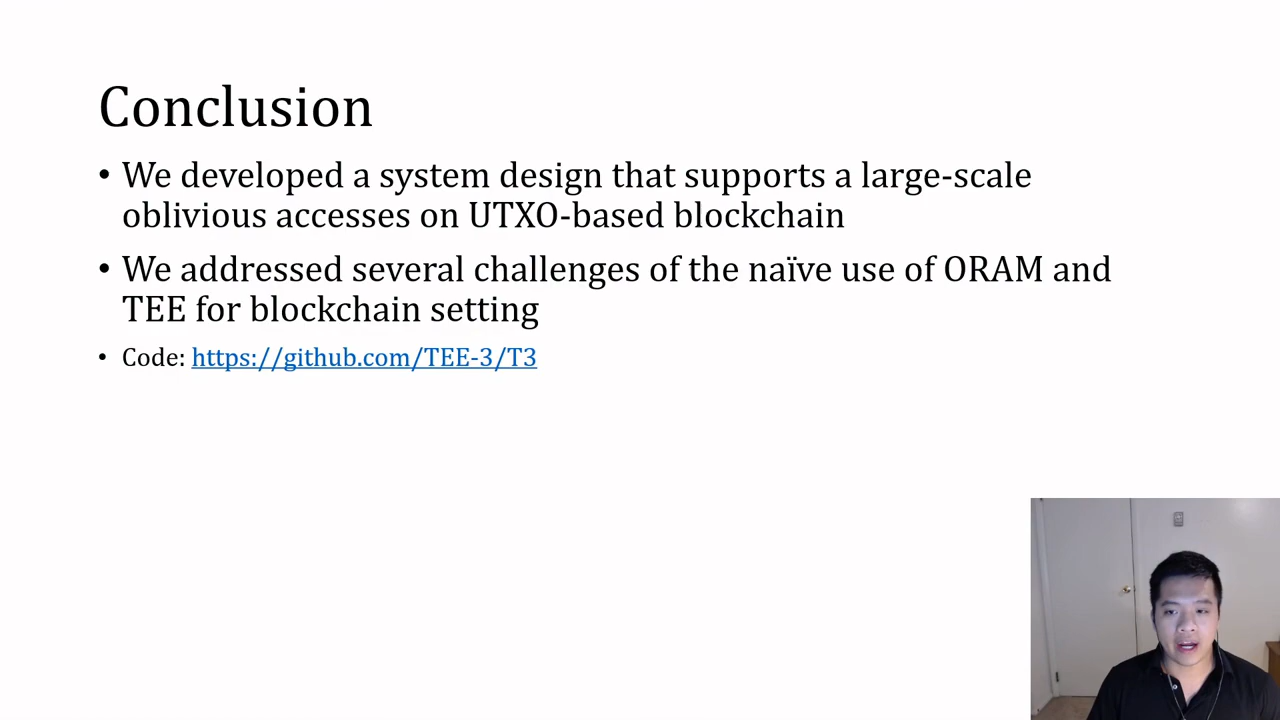 Conclusion
• We developed a system design that supports a large-scale
oblivious accesses on UTXO-based blockchain
• We addressed several challenges of the naïve use of ORAM and
TEE for blockchain setting
• Code: https://github.com/TEE-3/T3